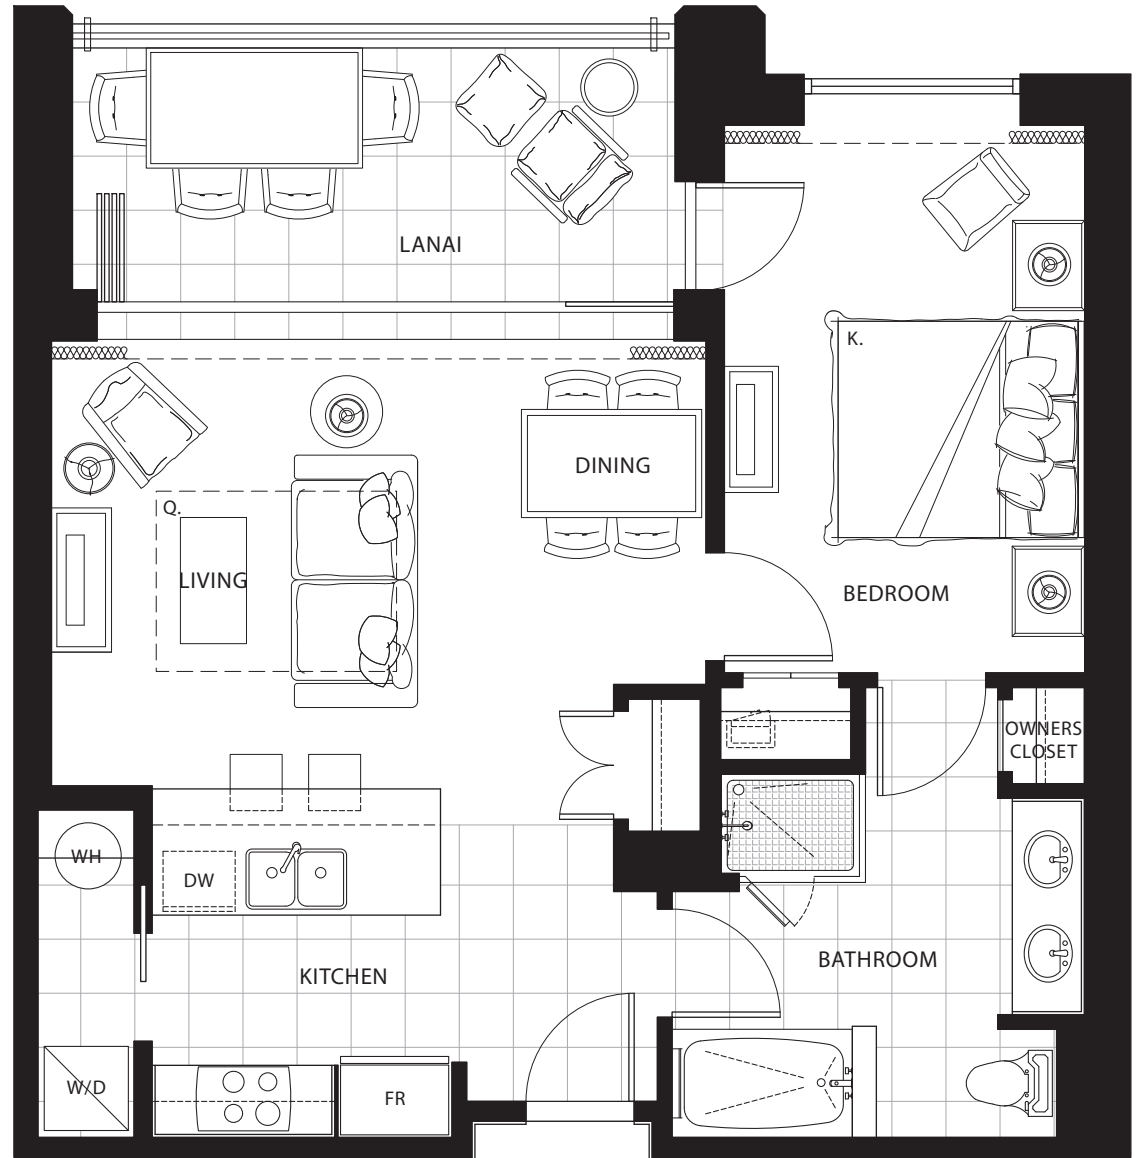 LANAI
K.
DINING
Q.
LIVING
BEDROOM
OWNERS
CLOSET
WH
DW
BATHROOM
KITCHEN
W/D
FR